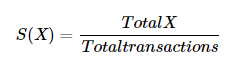 S(X) = TotalX / Totaltransactions